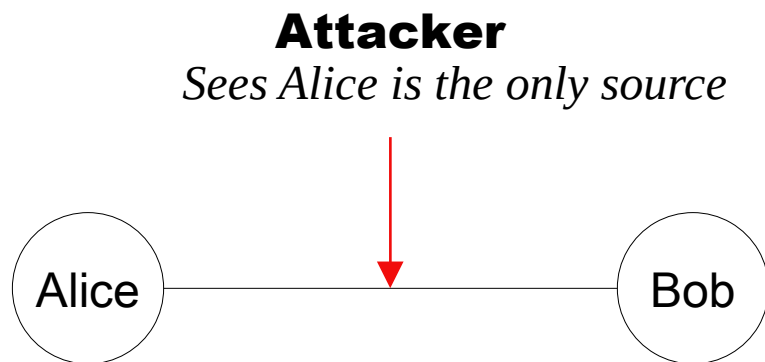 Attacker
Sees Alice is the only source
Alice
Bob